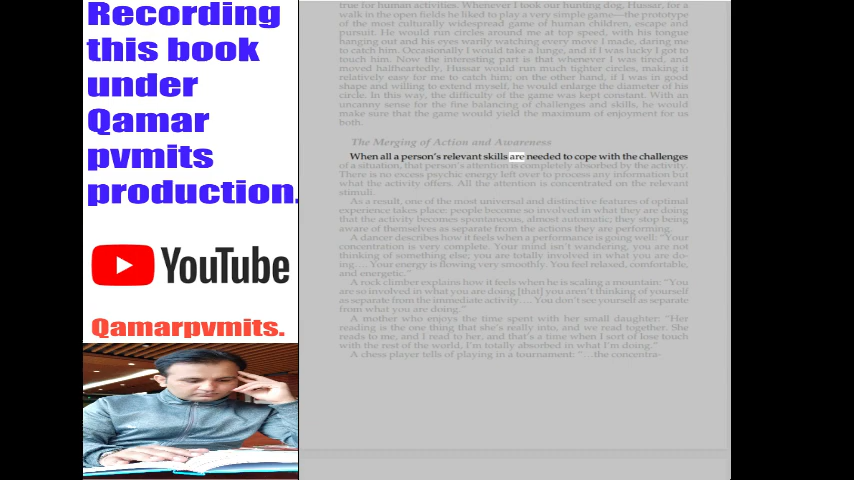 Recording
this book
under
Qamar
pvmits
production.
YouTube
Qamarpvmits.
true for human activities. Whenever I took our hunting dog, Hussar, for a
walk in the open fields he liked to play a very simple game—the prototype
of the most culturally widespread game of human children, escape and
pursuit. He would run circles around me at top speed, with his tongue
hanging out and his eyes warily watching every move I made, daring me
to catch him. Occasionally I would take a lunge, and if I was lucky I got to
touch him. Now the interesting part is that whenever I was tired, and
moved halfheartedly, Hussar would run much tighter circles, making it
relatively easy for me to catch him; on the other hand, if I was in good
shape and willing to extend myself, he would enlarge the diameter of his
circle. In this way, the difficulty of the game was kept constant. With an
uncanny sense for the fine balancing of challenges and skills, he would
make sure that the game would yield the maximum of enjoyment for us
both.
The Merging of Action and Awareness
When all a person's relevant skills are needed to cope with the challenges
of a situation, that person's attention is completely absorbed by the activity.
There is no excess psychic energy left over to process any information but
what the activity offers. All the attention is concentrated on the relevant
stimuli.
As a result, one of the most universal and distinctive features of optimal
experience takes place: people become so involved in what they are doing
that the activity becomes spontaneous, almost automatic; they stop being
aware of themselves as separate from the actions they are performing.
A dancer describes how it feels when a performance is going well: "Your
concentration is very complete. Your mind isn't wandering, you are not
thinking of something else; you are totally involved in what you are do-
ing.… Your energy is flowing very smoothly. You feel relaxed, comfortable,
and energetic."
A rock climber explains how it feels when he is scaling a mountain: "You
are so involved in what you are doing [that] you aren't thinking of yourself
as separate from the immediate activity.… You don't see yourself as separate
from what you are doing."
A mother who enjoys the time spent with her small daughter: "Her
reading is the one thing that she's really into, and we read together. She
reads to me, and I read to her, and that's a time when I sort of lose touch
with the rest of the world, I'm totally absorbed in what I'm doing."
A chess player tells of playing in a tournament: "…the concentra-